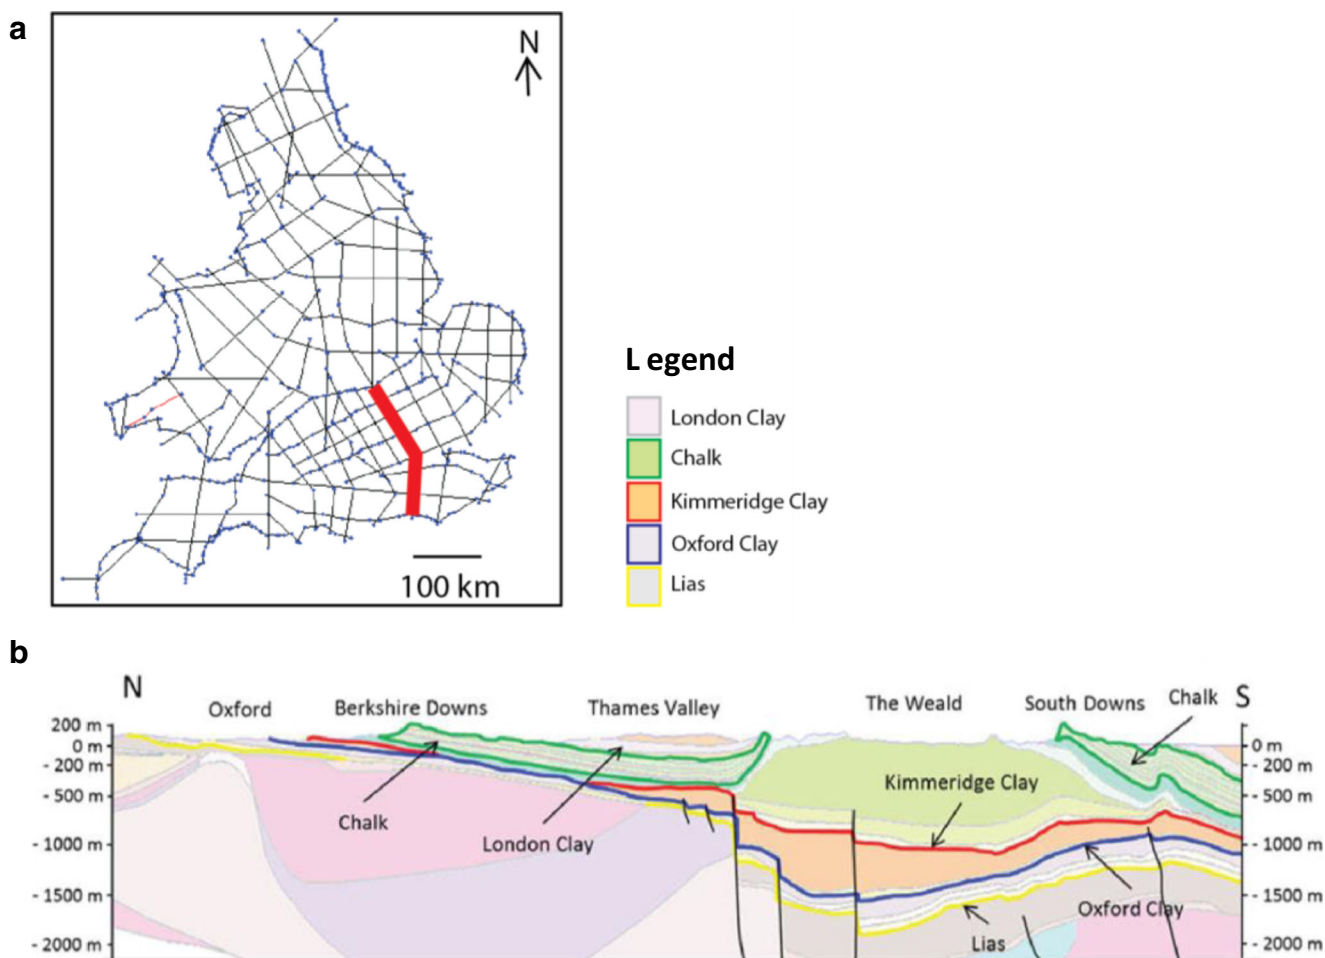 a
N
100 km
L egend
London Clay
Chalk
Kimmeridge Clay
Oxford Clay
Lias
b
N
Oxford
Berkshire Downs
Thames Valley
The Weald
South Downs
Chalk
S
200 m
0 m
- 200 m
- 500 m
- 1000 m
- 1500 m
- 2000 m
Chalk
London Clay
Kimmeridge Clay
Oxford Clay
Lias
0 m
- 200 m
- 500 m
- 1000 m
- 1500 m
- 2000 m